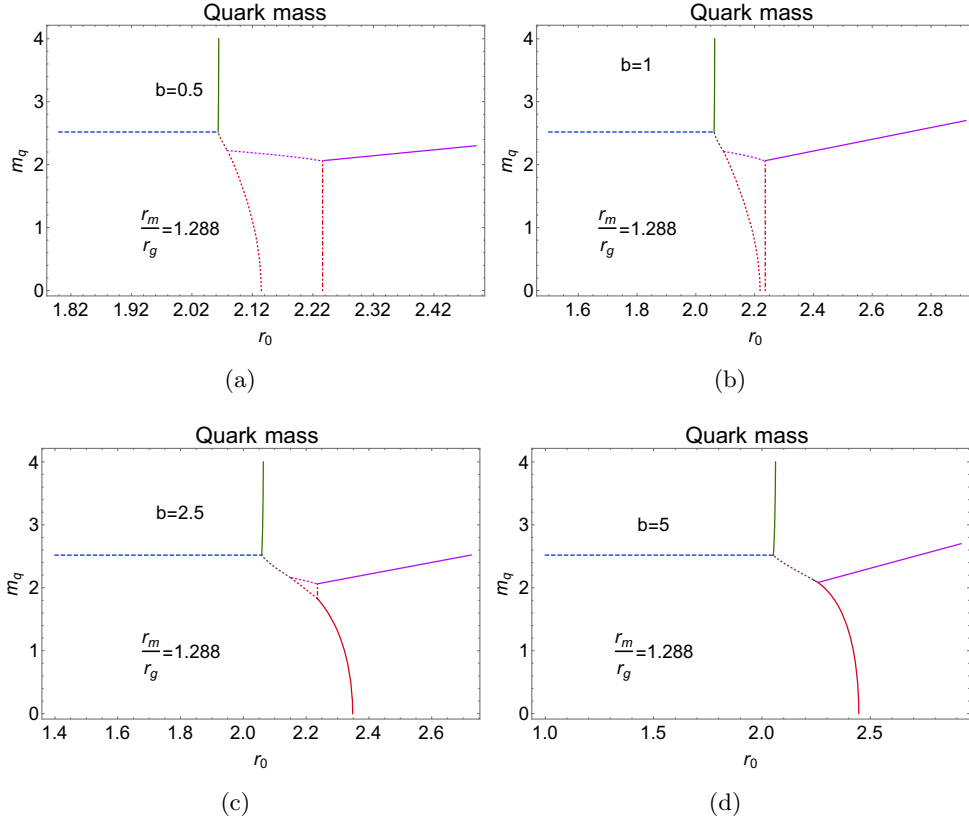 Quark mass
4
3
2
1
0
m_q
b=0.5
r_m/r_g=1.288
1.82 1.92 2.02 2.12 2.22 2.32 2.42
r_0
(a)
Quark mass
4
3
2
1
0
m_q
b=1
r_m/r_g=1.288
1.6 1.8 2.0 2.2 2.4 2.6 2.8
r_0
(b)
Quark mass
4
3
2
1
0
m_q
b=2.5
r_m/r_g=1.288
1.4 1.6 1.8 2.0 2.2 2.4 2.6
r_0
(c)
Quark mass
4
3
2
1
0
m_q
b=5
r_m/r_g=1.288
1.0 1.5 2.0 2.5
r_0
(d)